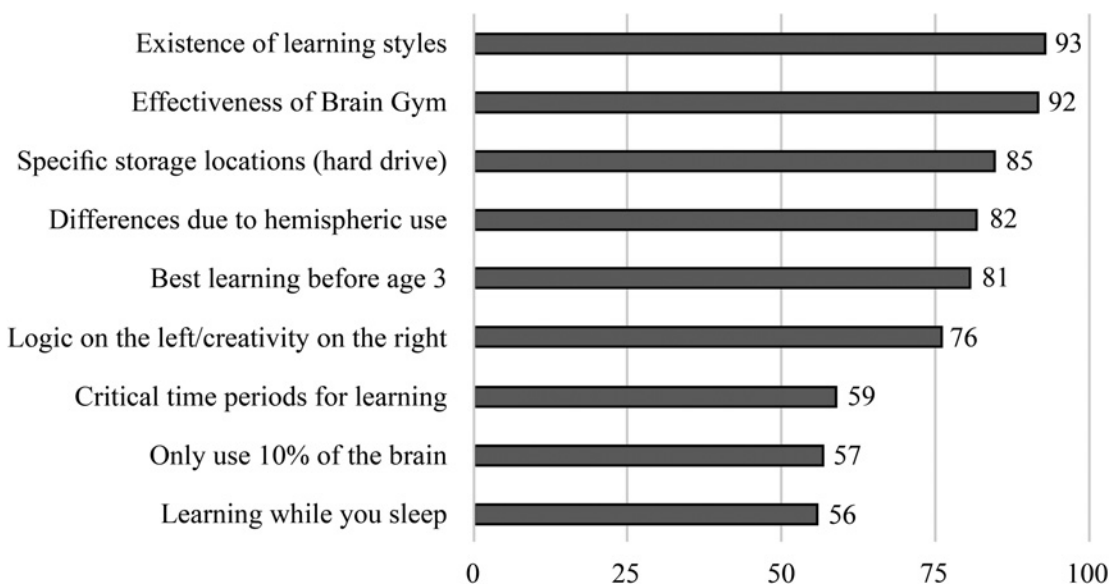 Existence of learning styles 93
Effectiveness of Brain Gym 92
Specific storage locations (hard drive) 85
Differences due to hemispheric use 82
Best learning before age 3 81
Logic on the left/creativity on the right 76
Critical time periods for learning 59
Only use 10% of the brain 57
Learning while you sleep 56
0 25 50 75 100